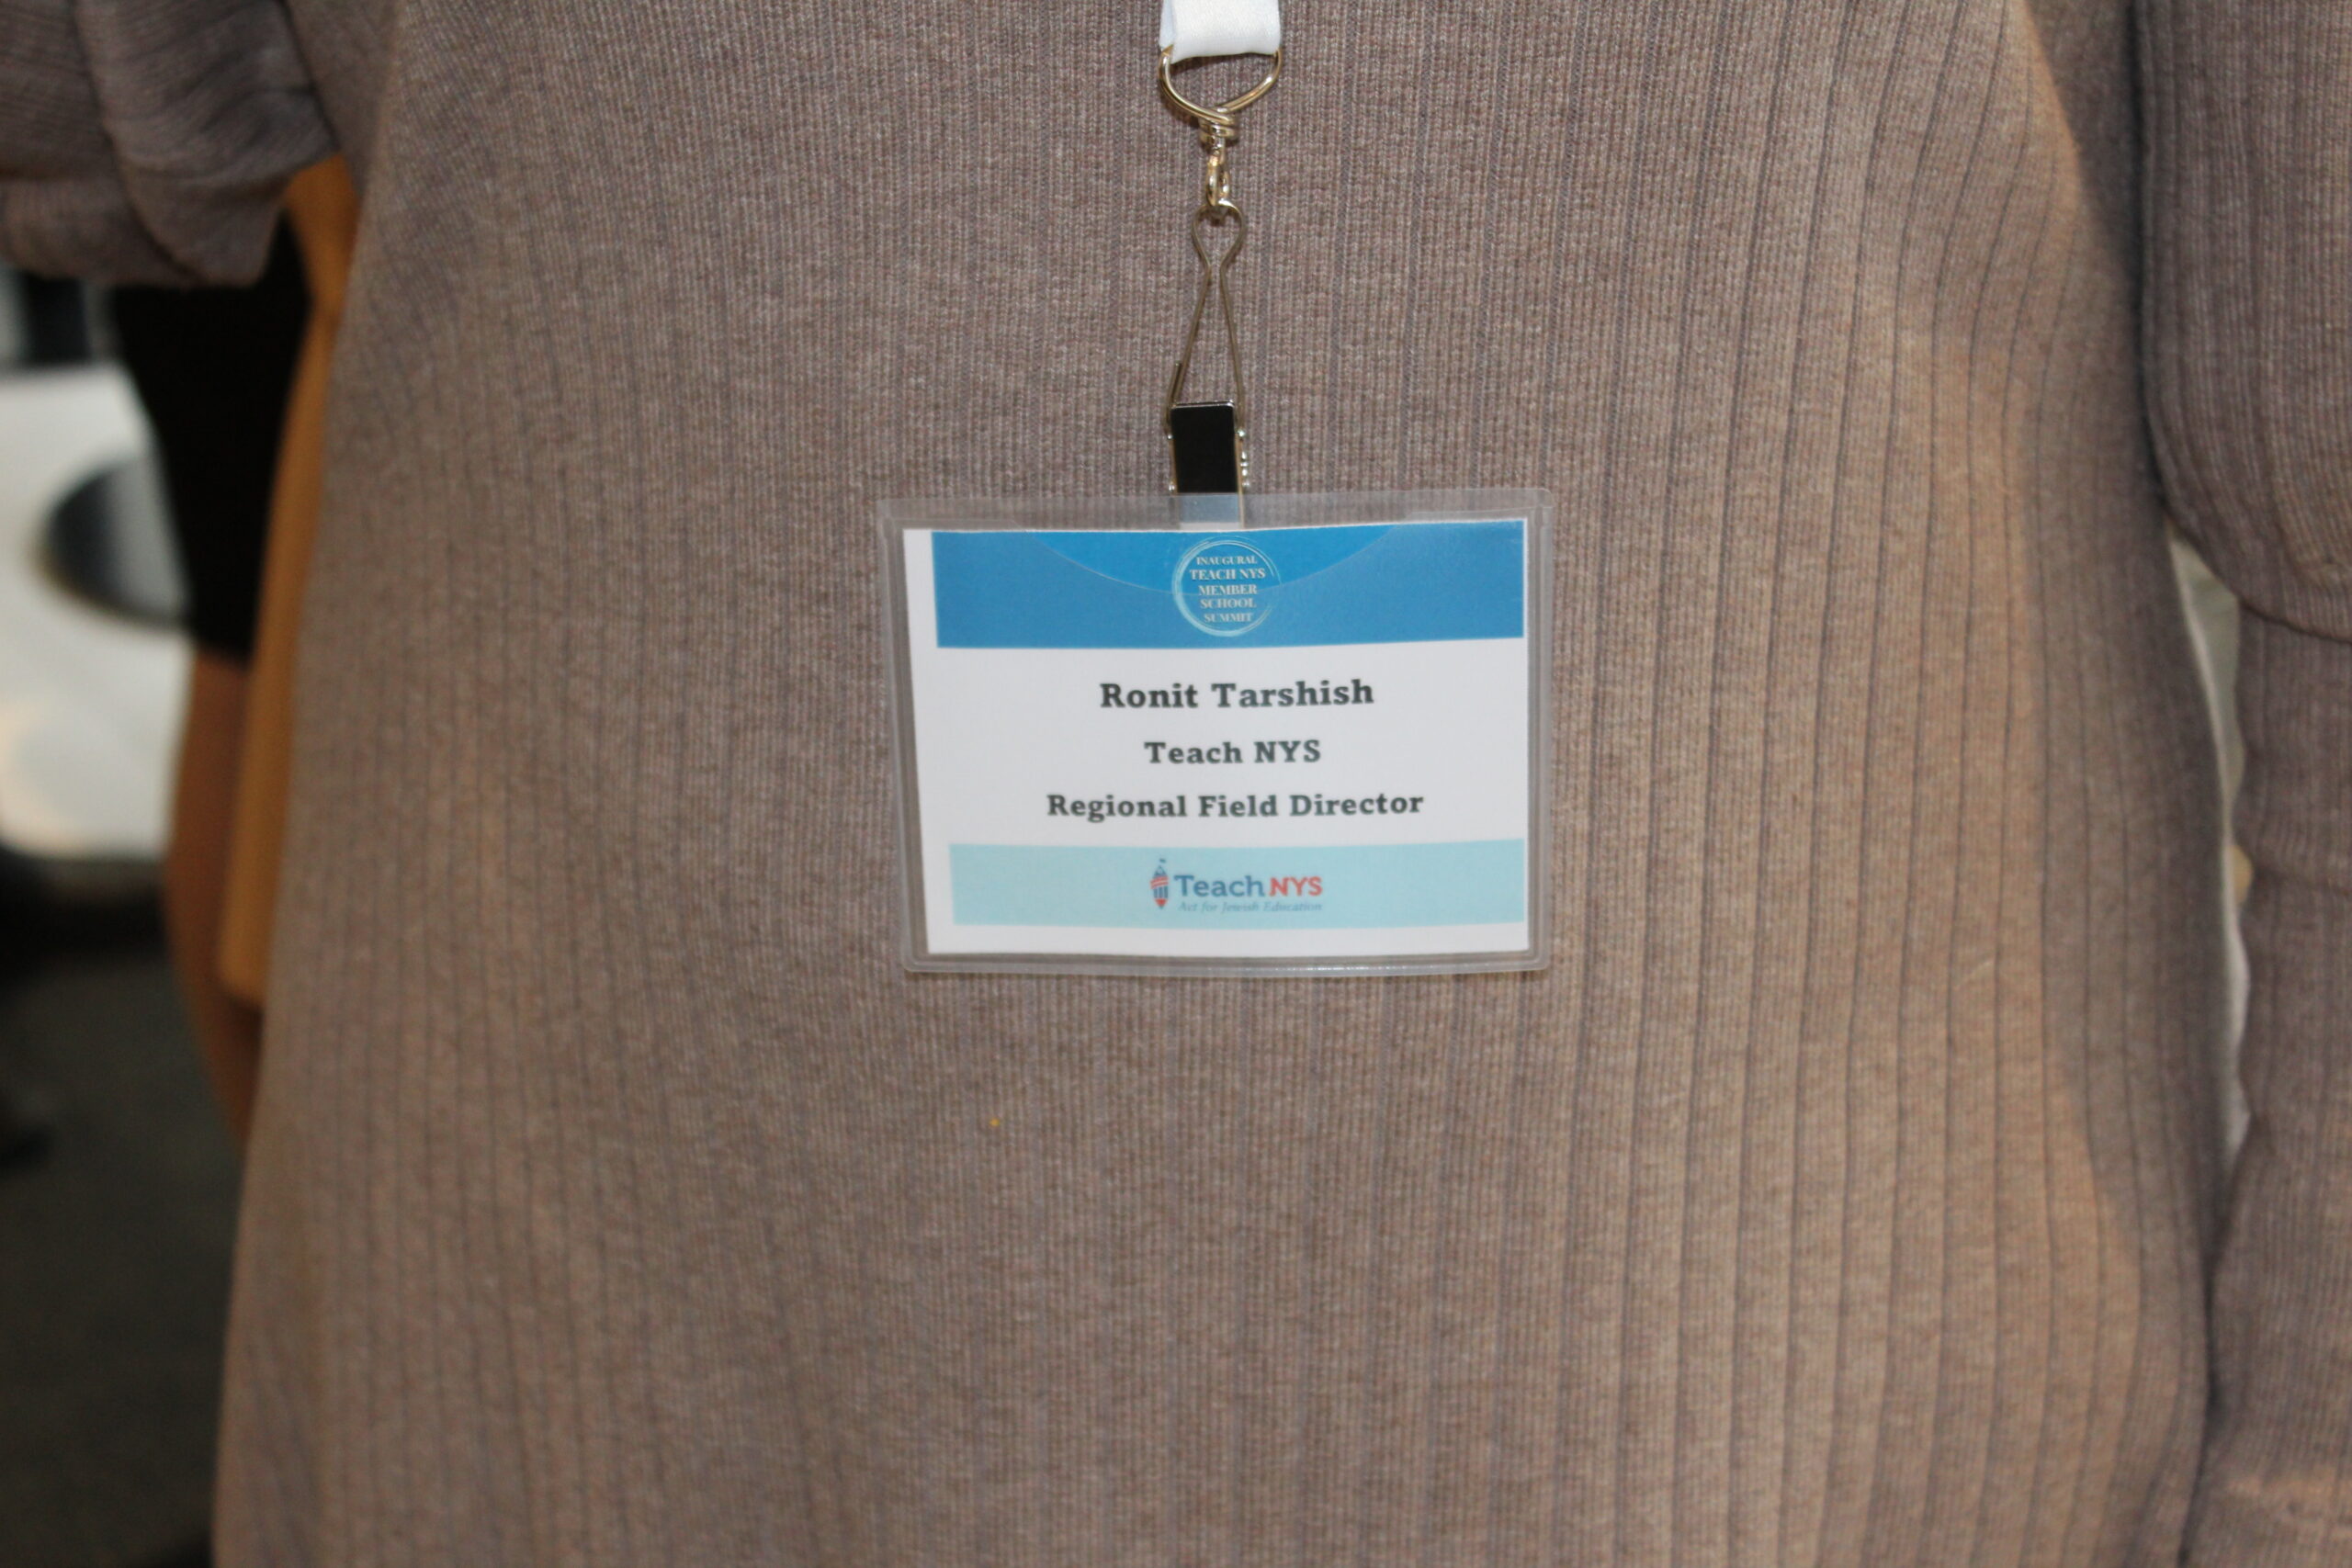 INAUGURAL
TEACH NYS
MEMBER
SCHOOL
SUMMIT
Ronit Tarshish
Teach NYS
Regional Field Director
TeachNYS
Act for Jewish Education